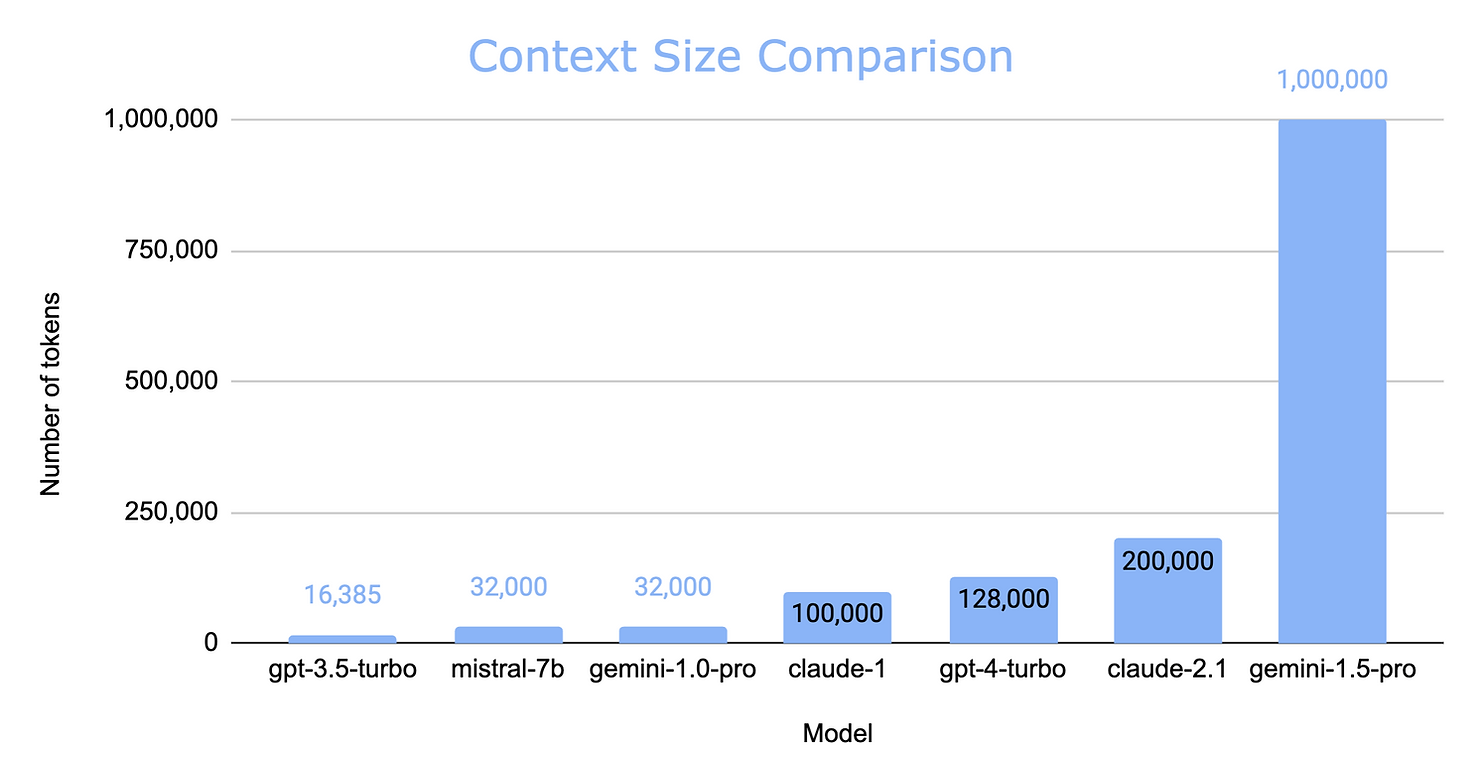 Context Size Comparison
1,000,000
1,000,000
750,000
500,000
250,000
0
Number of tokens
16,385
32,000
32,000
100,000
128,000
200,000
gpt-3.5-turbo
mistral-7b
gemini-1.0-pro
claude-1
gpt-4-turbo
claude-2.1
gemini-1.5-pro
Model